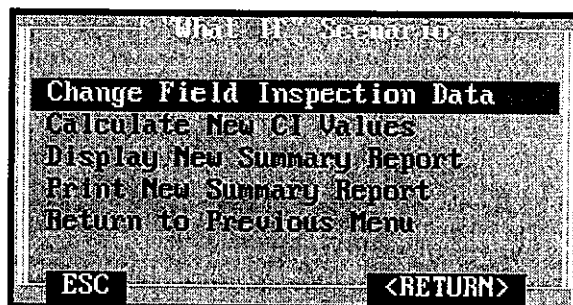 "What If" Scenario
Change Field Inspection Data
Calculate New CI Values
Display New Summary Report
Print New Summary Report
Return to Previous Menu
ESC <RETURN>